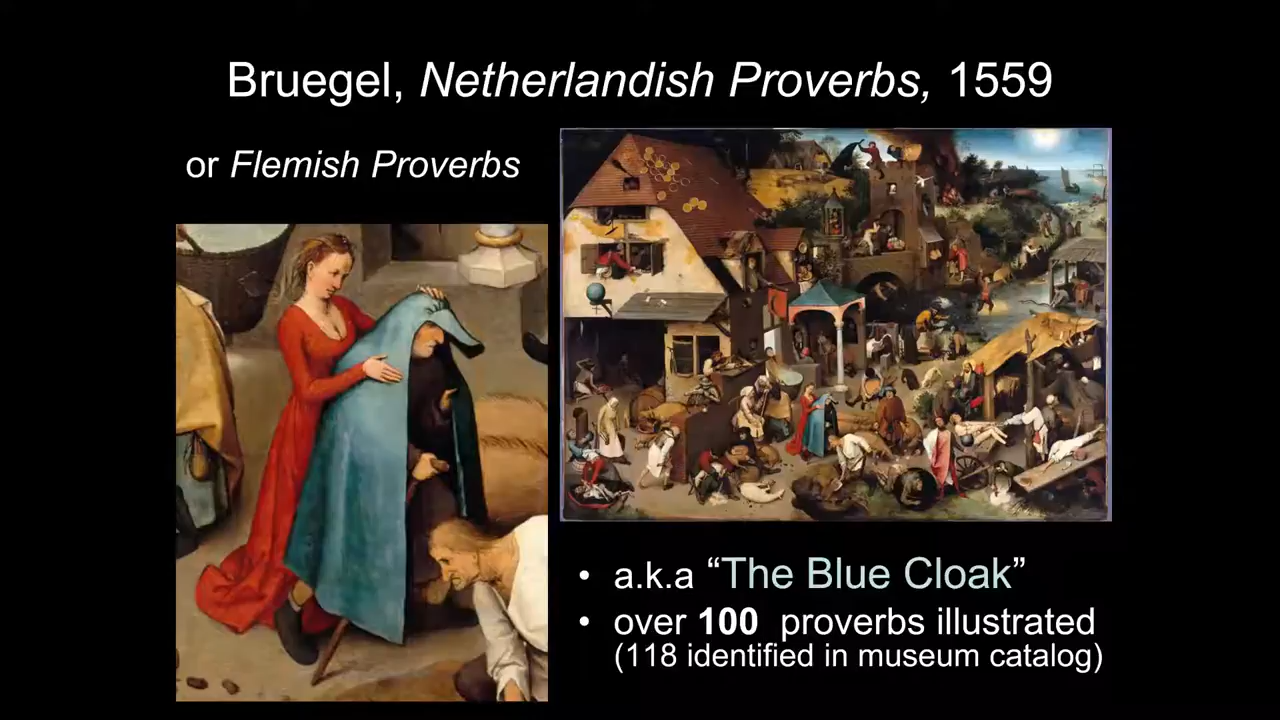 Bruegel, Netherlandish Proverbs, 1559
or Flemish Proverbs
• a.k.a “The Blue Cloak”
• over 100 proverbs illustrated
(118 identified in museum catalog)